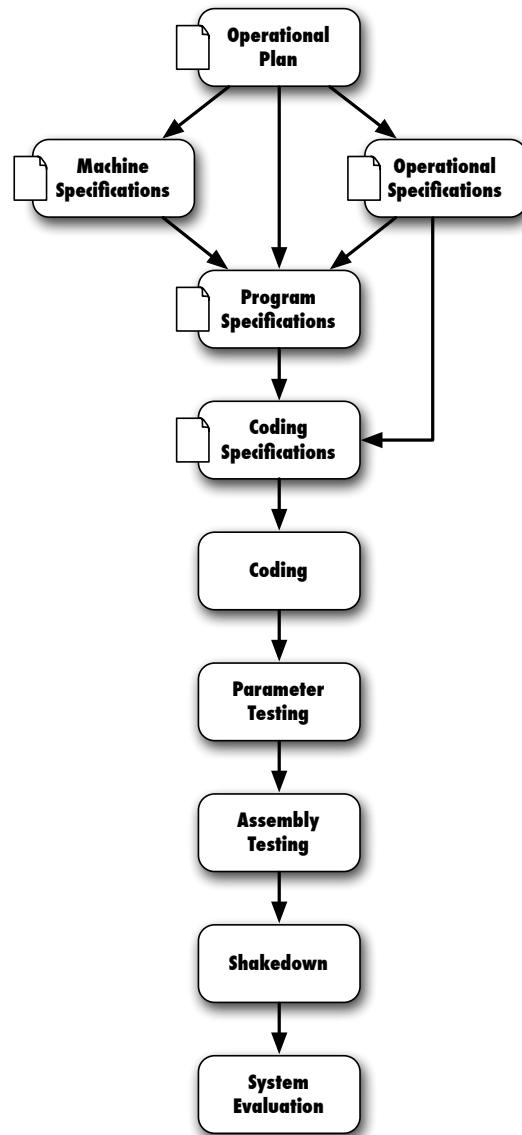 Operational
Plan
Machine
Specifications
Operational
Specifications
Program
Specifications
Coding
Specifications
Coding
Parameter
Testing
Assembly
Testing
Shakedown
System
Evaluation